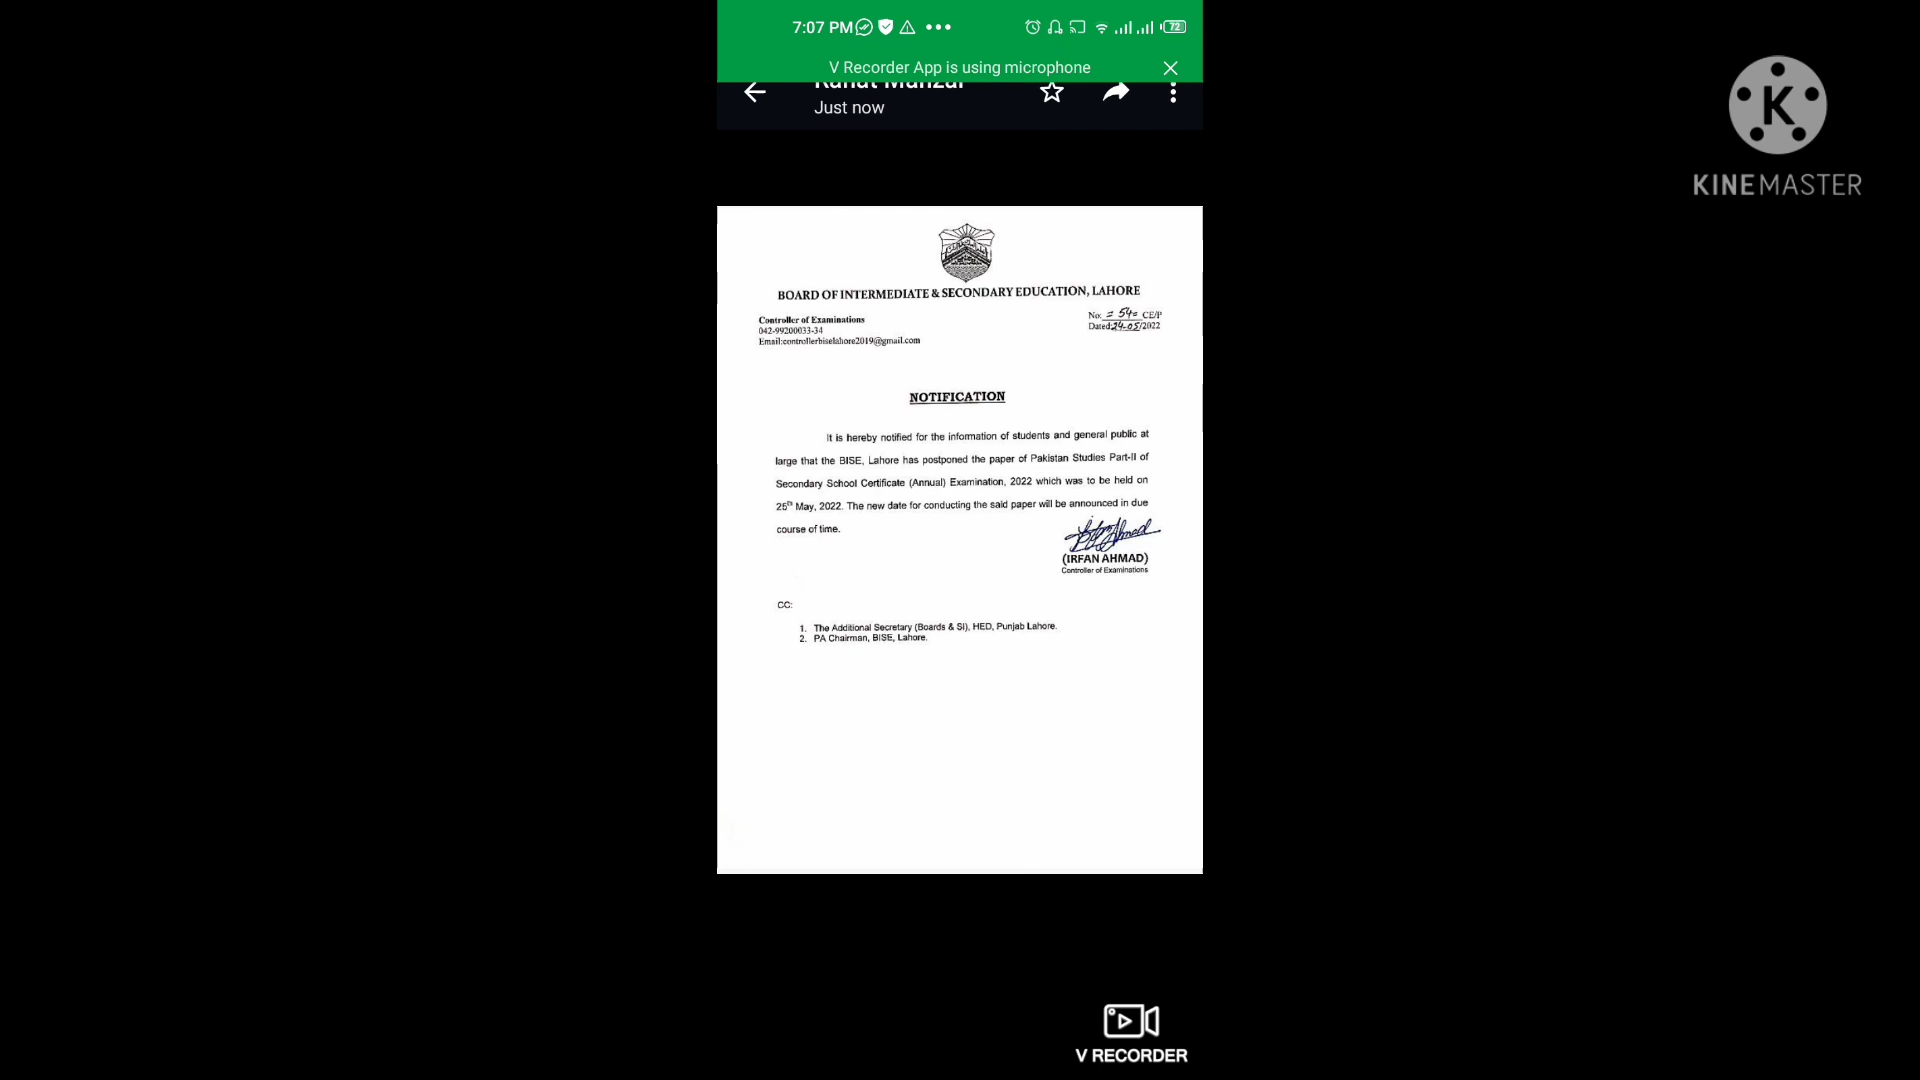 7:07 PM
72
V Recorder App is using microphone
Just now
KINEMASTER
BOARD OF INTERMEDIATE & SECONDARY EDUCATION, LAHORE
Controller of Examinations
No: = 54= CE/P
042-99200033-34
Dated 24-05/2022
Email:controllerbiselahore2019@gmail.com
NOTIFICATION
It is hereby notified for the information of students and general public at
large that the BISE, Lahore has postponed the paper of Pakistan Studies Part-II of
Secondary School Certificate (Annual) Examination, 2022 which was to be held on
25th May, 2022. The new date for conducting the said paper will be announced in due
course of time.
(IRFAN AHMAD)
Controller of Examinations
CC:
1. The Additional Secretary (Boards & SI), HED, Punjab Lahore.
2. PA Chairman, BISE, Lahore.
V RECORDER